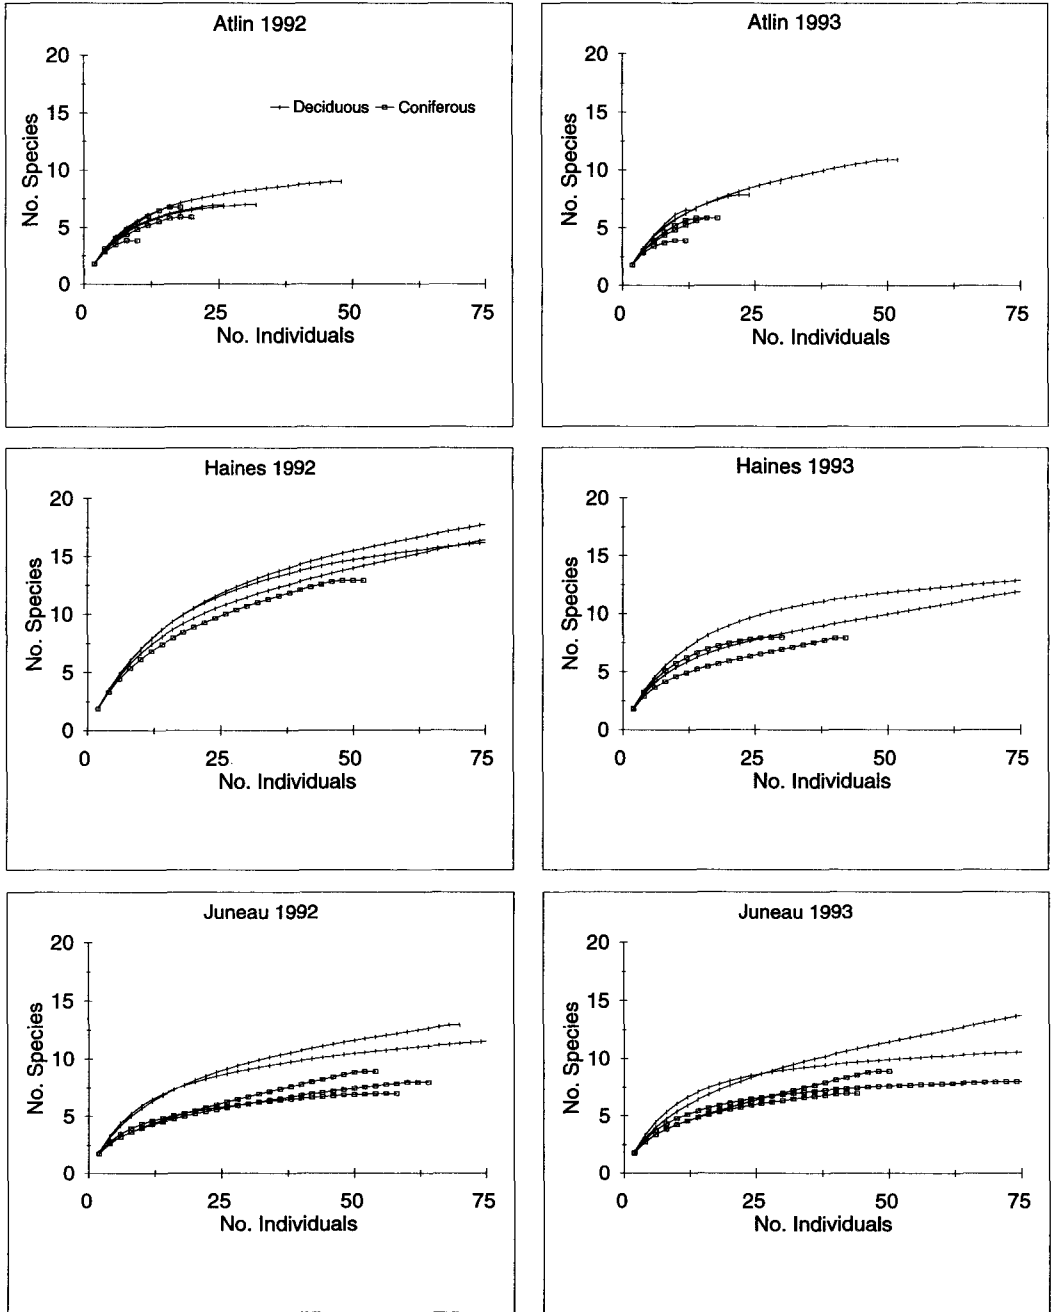 Atlin 1992
20
15
10
5
0
No. Species
Deciduous
Coniferous
0 25 50 75
No. Individuals
Atlin 1993
20
15
10
5
0
No. Species
0 25 50 75
No. Individuals
Haines 1992
20
15
10
5
0
No. Species
0 25 50 75
No. Individuals
Haines 1993
20
15
10
5
0
No. Species
0 25 50 75
No. Individuals
Juneau 1992
20
15
10
5
0
No. Species
0 25 50 75
No. Individuals
Juneau 1993
20
15
10
5
0
No. Species
0 25 50 75
No. Individuals